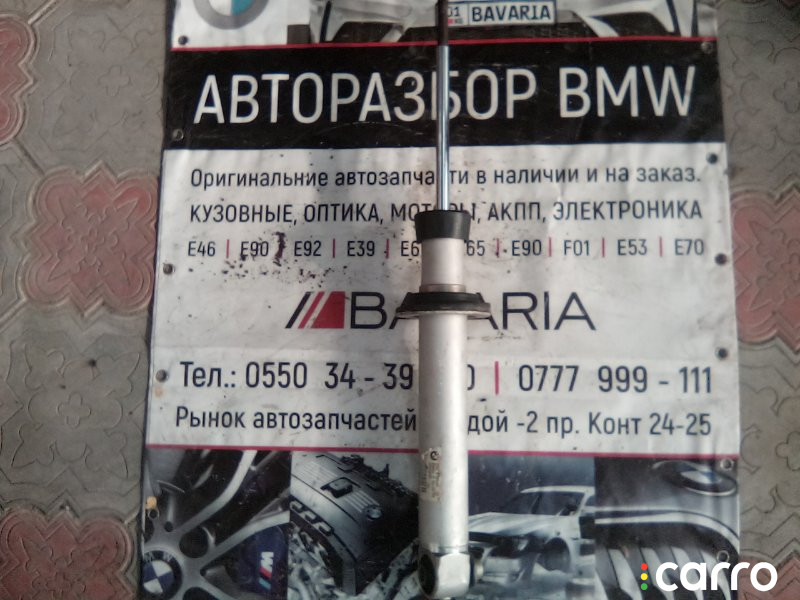 BAVARIA
АВТОРАЗБОР BMW
Оригинальние автозапчасти в наличии и на заказ.
КУЗОВНЫЕ, ОПТИКА, МОТОРЫ, АКПП, ЭЛЕКТРОНИКА
E46 | E90 | E92 | E39 | E6 65 | E90 | F01 | E53 | E70
BAVARIA
Тел.: 0550 34 - 39 0 | 0777 999 - 111
Рынок автозапчастей дой -2 пр. Конт 24-25
carro